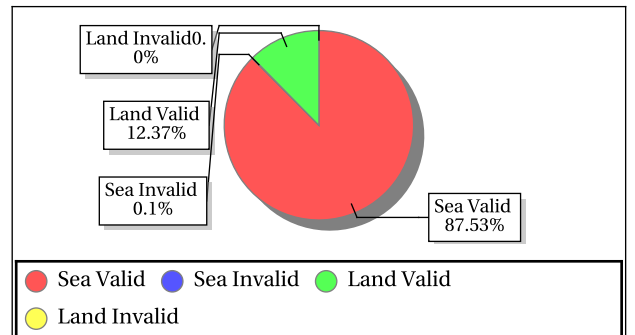 Land Invalid0.
0%
Land Valid
12.37%
Sea Invalid
0.1%
Sea Valid
87.53%
Sea Valid Sea Invalid Land Valid
Land Invalid